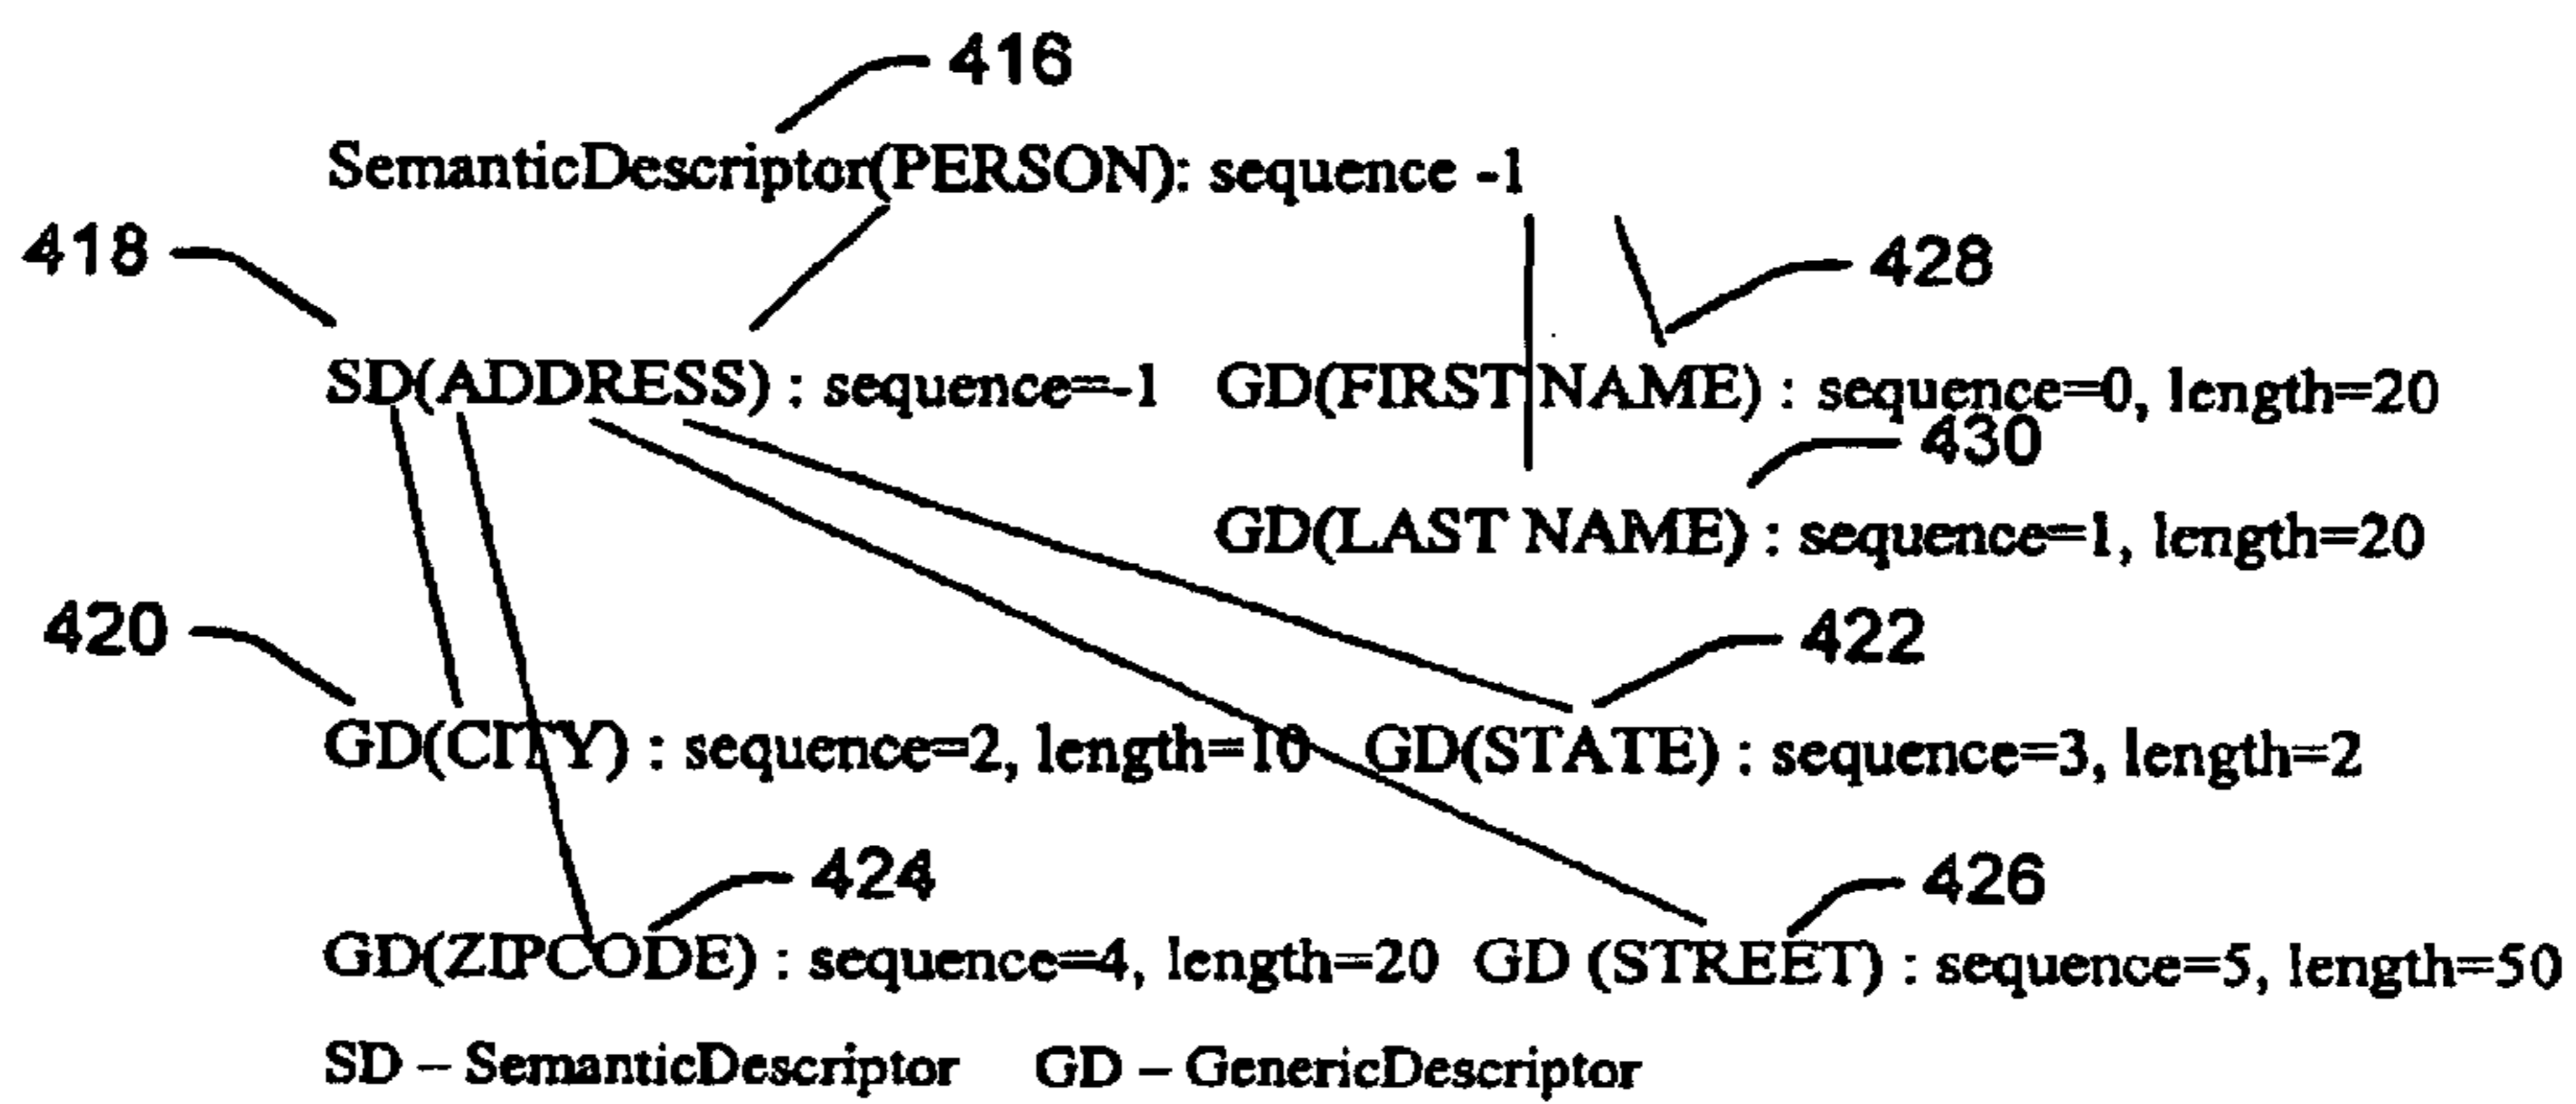 416
SemanticDescriptor(PERSON): sequence -1
418
428
SD(ADDRESS) : sequence=-1 GD(FIRST NAME) : sequence=0, length=20
430
GD(LAST NAME) : sequence=1, length=20
420
422
GD(CITY) : sequence=2, length=10 GD(STATE) : sequence=3, length=2
424
426
GD(ZIPCODE) : sequence=4, length=20 GD (STREET) : sequence=5, length=50
SD – SemanticDescriptor GD – GenericDescriptor